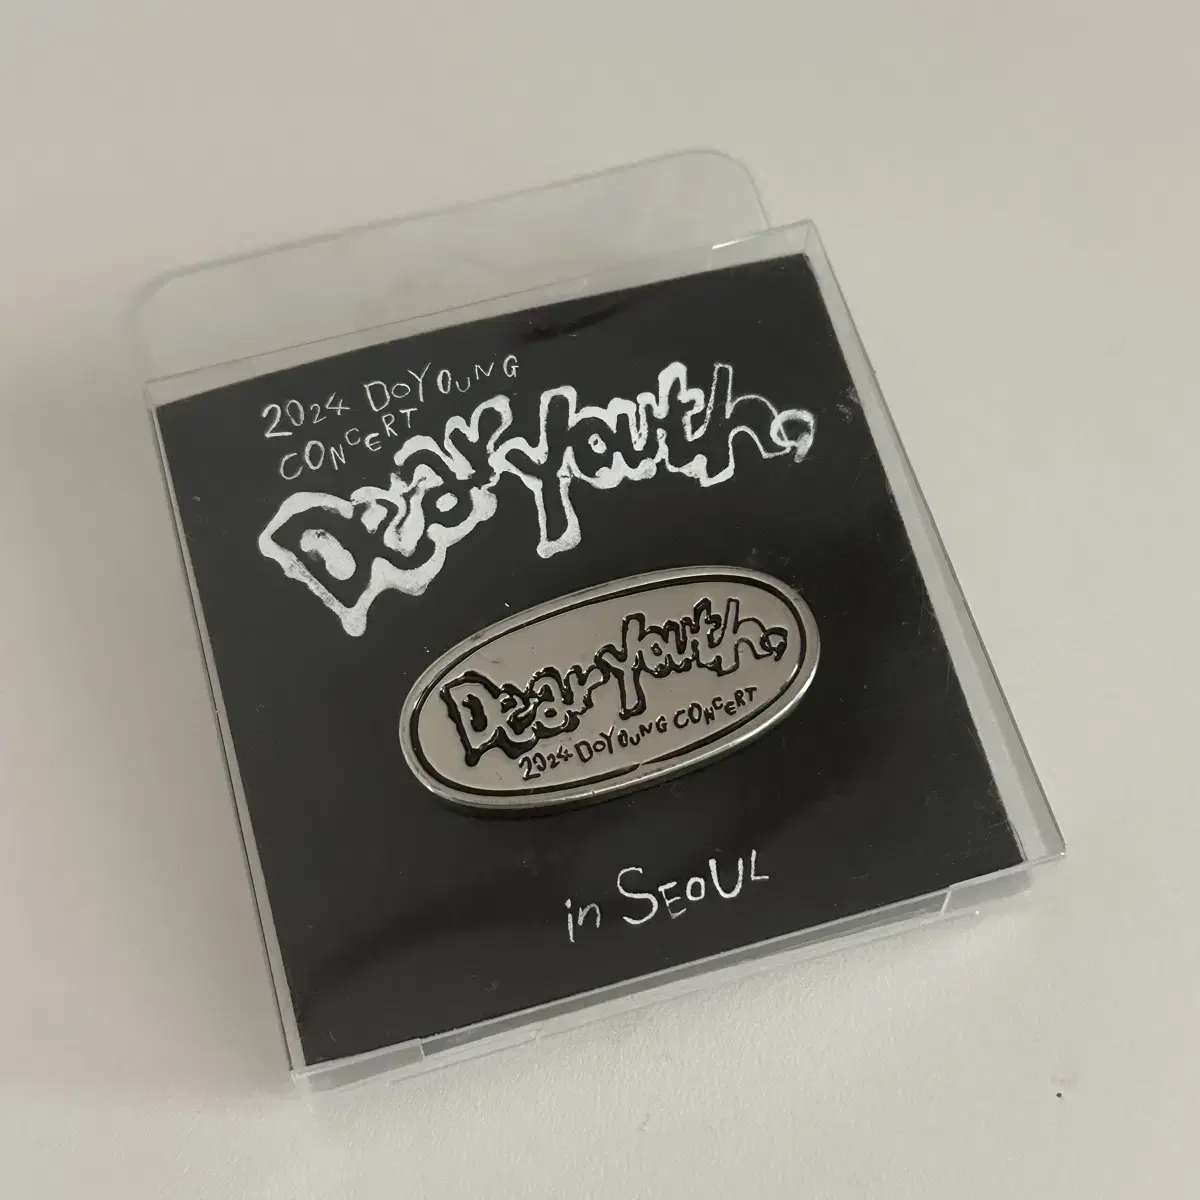 2024 DOYOUNG
CONCERT
Dear Youth,
Dear Youth,
2024 DOYOUNG CONCERT
in SEOUL